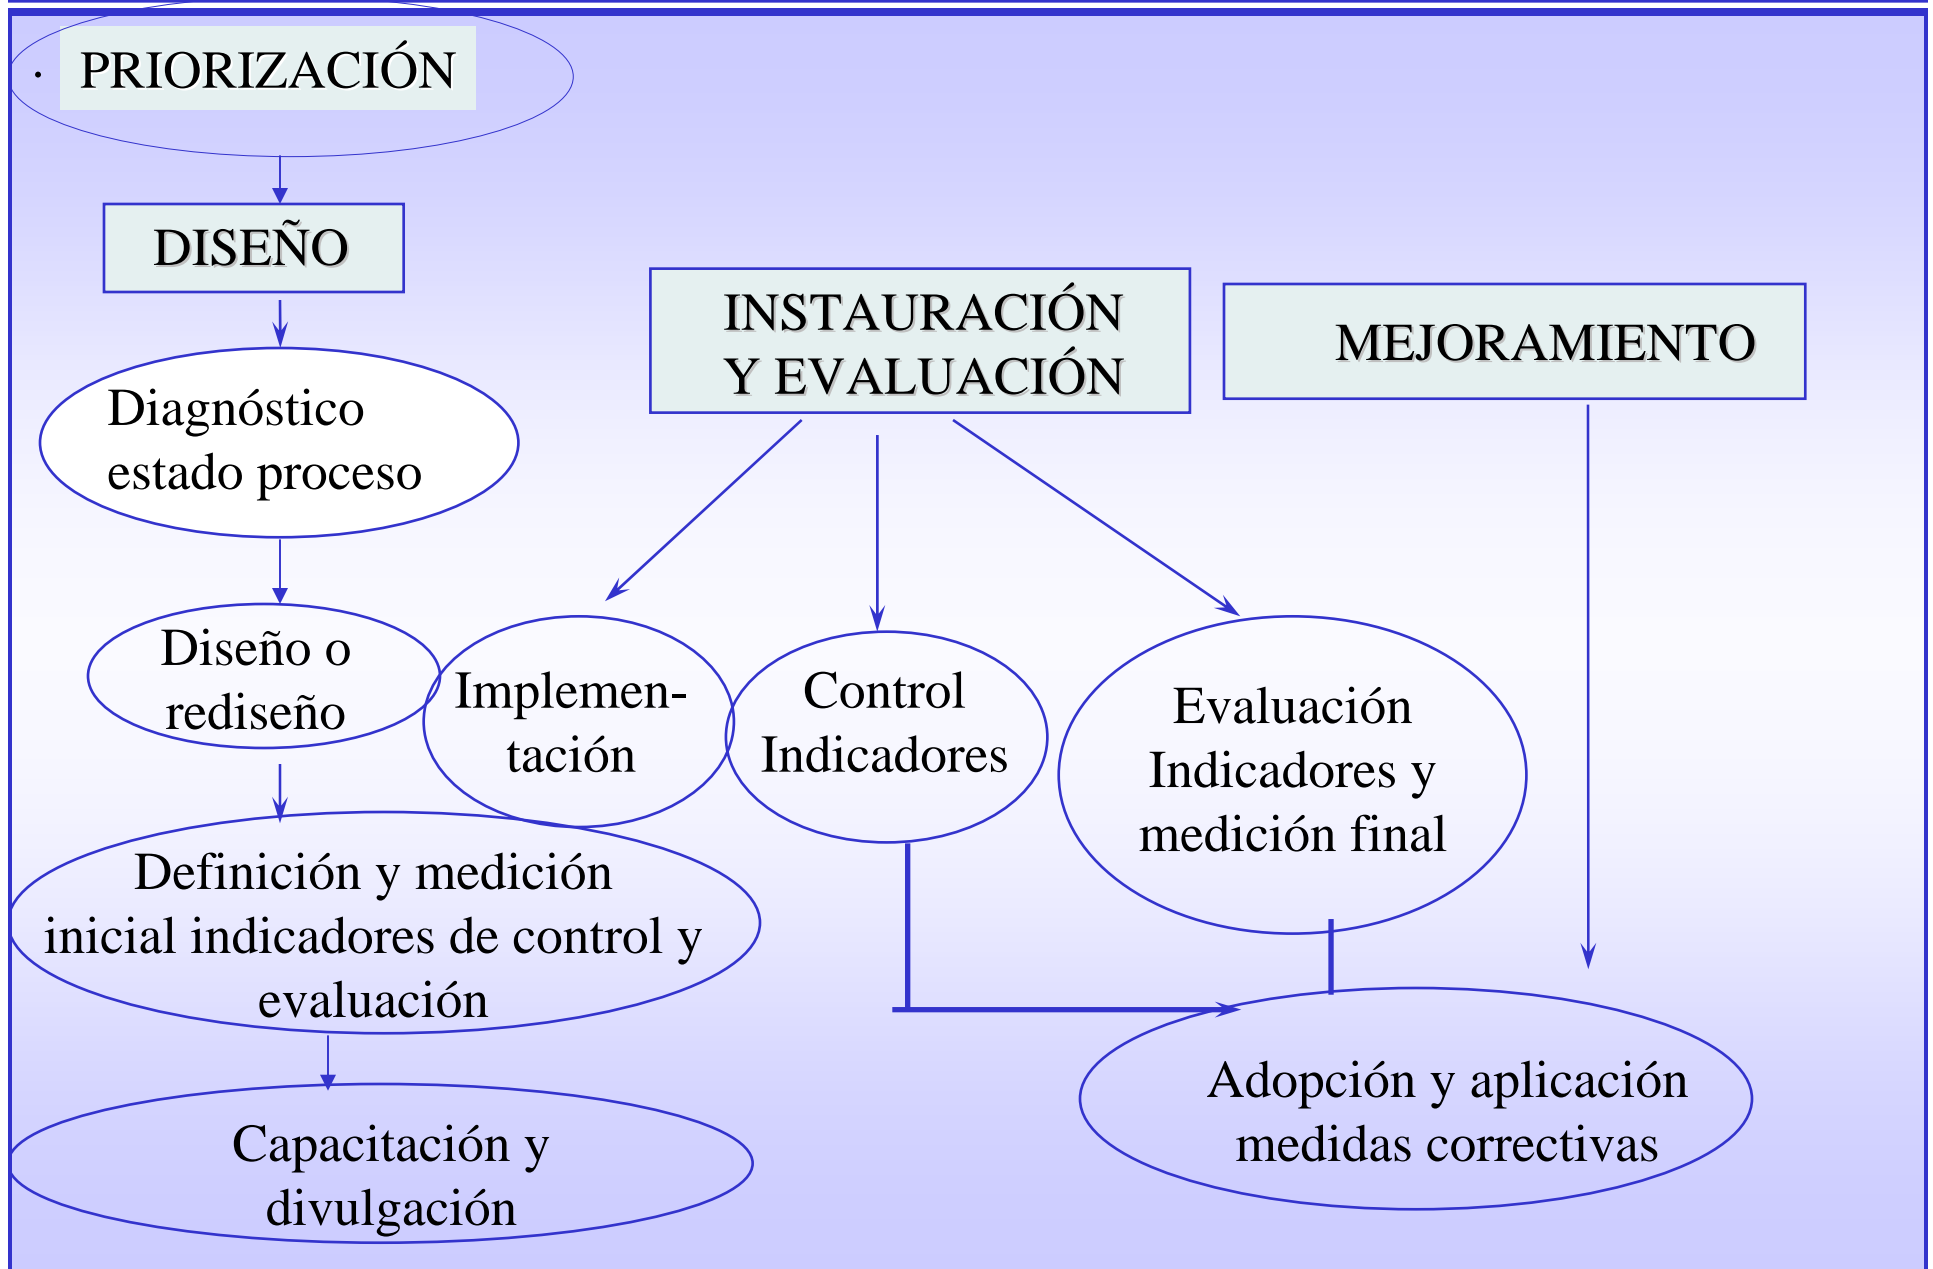 · PRIORIZACIÓN
DISEÑO
Diagnóstico
estado proceso
Diseño o
rediseño
Definición y medición
inicial indicadores de control y
evaluación
Capacitación y
divulgación
INSTAURACIÓN
Y EVALUACIÓN
Implemen-
tación
Control
Indicadores
Evaluación
Indicadores y
medición final
MEJORAMIENTO
Adopción y aplicación
medidas correctivas